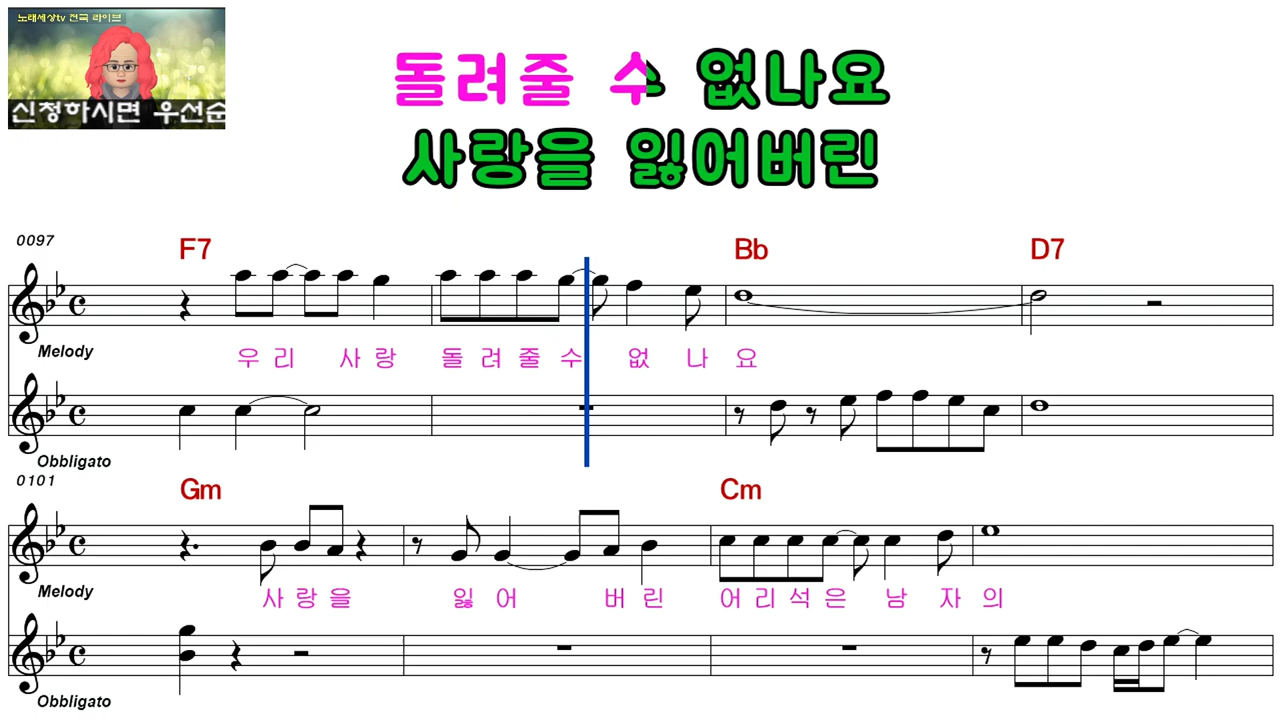 노래세상tv 전국 라이브
신청하시면 우선순
돌려줄 수 없나요
사랑을 잃어버린
0097
F7 Bb D7
Melody
우리 사랑 돌려줄수 없나요
Obbligato
0101
Gm Cm
Melody
사랑을 잃어 버린 어리석은 남자의
Obbligato